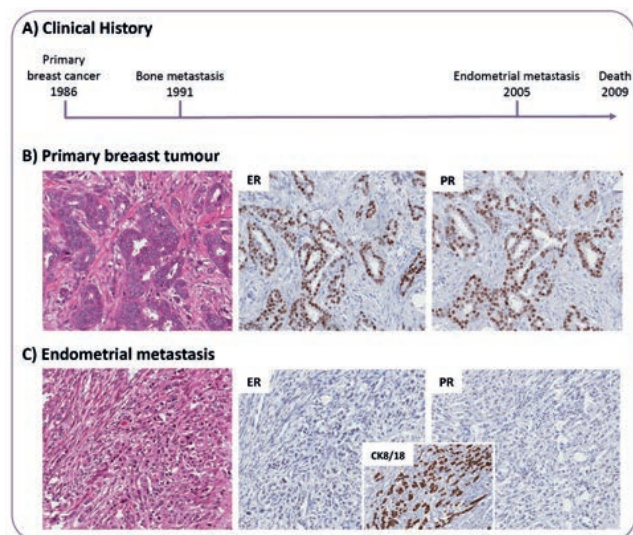 A) Clinical History
Primary
breast cancer
1986
Bone metastasis
1991
Endometrial metastasis
2005
Death
2009
B) Primary breaast tumour
ER
PR
C) Endometrial metastasis
ER
PR
CK8/18